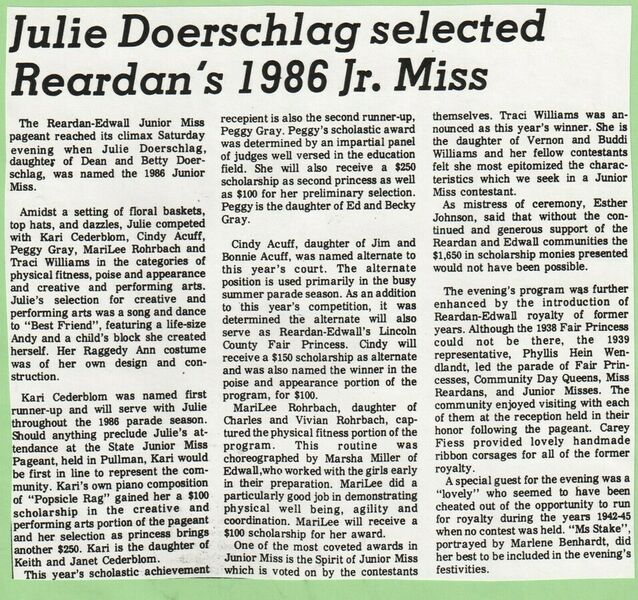 Julie Doerschlag selected
Reardan's 1986 Jr. Miss
The Reardan-Edwall Junior Miss
pageant reached its climax Saturday
evening when Julie Doerschlag,
daughter of Dean and Betty Doer-
schlag, was named the 1986 Junior
Miss.
Amidst a setting of floral baskets,
top hats, and dazzles, Julie competed
with Kari Cederblom, Cindy Acuff,
Peggy Gray, MariLee Rohrbach and
Traci Williams in the categories of
physical fitness, poise and appearance
and creative and performing arts.
Julie's selection for creative and
performing arts was a song and dance
to "Best Friend", featuring a life-size
Andy and a child's block she created
herself. Her Raggedy Ann costume
was of her own design and con-
struction.
Kari Cederblom was named first
runner-up and will serve with Julie
throughout the 1986 parade season.
Should anything preclude Julie's at-
tendance at the State Junior Miss
Pageant, held in Pullman, Kari would
be first in line to represent the com-
munity. Kari's own piano composition
of "Popsicle Rag" gained her a $100
scholarship in the creative and
performing arts portion of the pageant
and her selection as princess brings
another $250. Kari is the daughter of
Keith and Janet Cederblom.
This year's scholastic achievement
recepient is also the second runner-up,
Peggy Gray. Peggy's scholastic award
was determined by an impartial panel
of judges well versed in the education
field. She will also receive a $250
scholarship as second princess as well
as $100 for her preliminary selection.
Peggy is the daughter of Ed and Becky
Gray.
Cindy Acuff, daughter of Jim and
Bonnie Acuff, was named alternate to
this year's court. The alternate
position is used primarily in the busy
summer parade season. As an addition
to this year's competition, it was
determined the alternate will also
serve as Reardan-Edwall's Lincoln
County Fair Princess. Cindy will
receive a $150 scholarship as alternate
and was also named the winner in the
poise and appearance portion of the
program, for $100.
MariLee Rohrbach, daughter of
Charles and Vivian Rohrbach, cap-
tured the physical fitness portion of the
program. This routine was
choreographed by Marsha Miller of
Edwall,who worked with the girls early
in their preparation. MariLee did a
particularly good job in demonstrating
physical well being, agility and
coordination. MariLee will receive a
$100 scholarship for her award.
One of the most coveted awards in
Junior Miss is the Spirit of Junior Miss
which is voted on by the contestants
themselves. Traci Williams was an-
nounced as this year's winner. She is
the daughter of Vernon and Buddi
Williams and her fellow contestants
felt she most epitomized the charac-
teristics which we seek in a Junior
Miss contestant.
As mistress of ceremony, Esther
Johnson, said that without the con-
tinued and generous support of the
Reardan and Edwall communities the
$1,650 in scholarship monies presented
would not have been possible.
The evening's program was further
enhanced by the introduction of
Reardan-Edwall royalty of former
years. Although the 1938 Fair Princess
could not be there, the 1939
representative, Phyllis Hein Wen-
dlandt, led the parade of Fair Prin-
cesses, Community Day Queens, Miss
Reardans, and Junior Misses. The
community enjoyed visiting with each
of them at the reception held in their
honor following the pageant. Carey
Fiess provided lovely handmade
ribbon corsages for all of the former
royalty.
A special guest for the evening was a
"lovely" who seemed to have been
cheated out of the opportunity to run
for royalty during the years 1942-45
when no contest was held. "Ms Stake",
portrayed by Marlene Benhardt, did
her best to be included in the evening's
festivities.